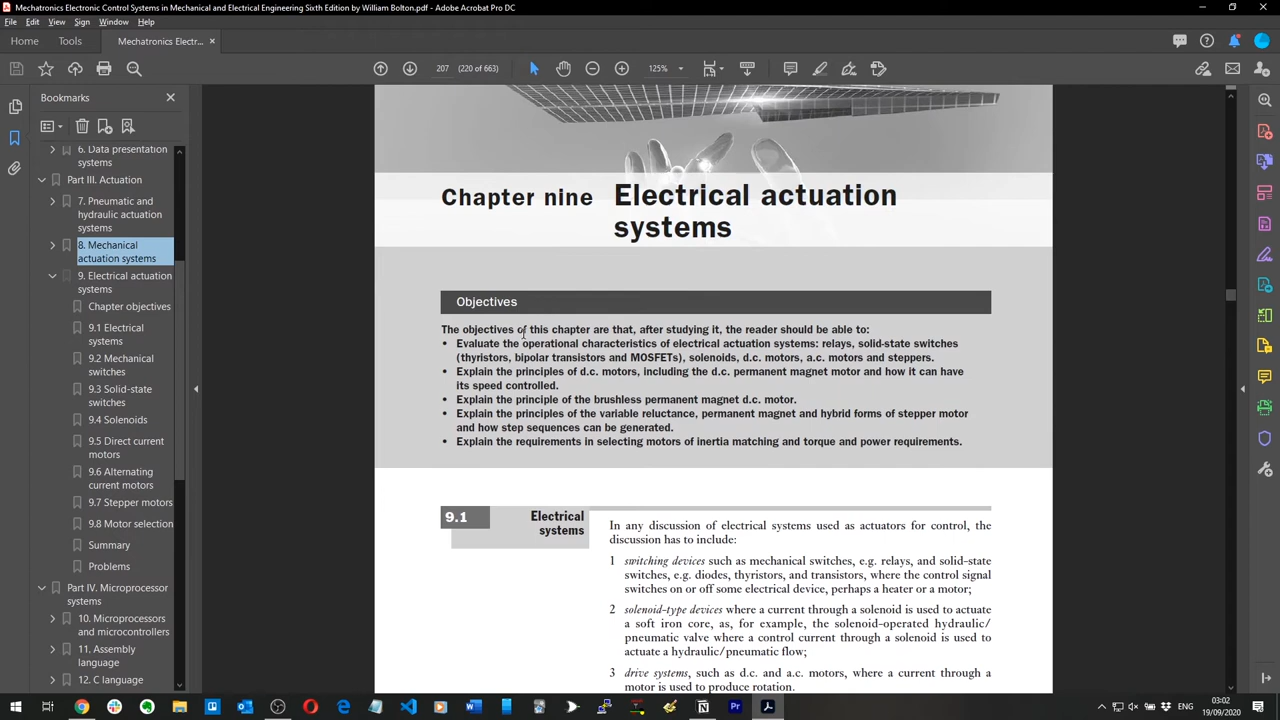 Mechatronics Electronic Control Systems in Mechanical and Electrical Engineering Sixth Edition by William Bolton.pdf - Adobe Acrobat Pro DC
File Edit View Sign Window Help
Home Tools Mechatronics Electr... ×
207 (220 of 663) 125%
Bookmarks
6. Data presentation
systems
Part III. Actuation
7. Pneumatic and
hydraulic actuation
systems
8. Mechanical
actuation systems
9. Electrical actuation
systems
Chapter objectives
9.1 Electrical
systems
9.2 Mechanical
switches
9.3 Solid-state
switches
9.4 Solenoids
9.5 Direct current
motors
9.6 Alternating
current motors
9.7 Stepper motors
9.8 Motor selection
Summary
Problems
Part IV. Microprocessor
systems
10. Microprocessors
and microcontrollers
11. Assembly
language
12. C language
Chapter nine Electrical actuation
systems
Objectives
The objectives of this chapter are that, after studying it, the reader should be able to:
• Evaluate the operational characteristics of electrical actuation systems: relays, solid-state switches
(thyristors, bipolar transistors and MOSFETs), solenoids, d.c. motors, a.c. motors and steppers.
• Explain the principles of d.c. motors, including the d.c. permanent magnet motor and how it can have
its speed controlled.
• Explain the principle of the brushless permanent magnet d.c. motor.
• Explain the principles of the variable reluctance, permanent magnet and hybrid forms of stepper motor
and how step sequences can be generated.
• Explain the requirements in selecting motors of inertia matching and torque and power requirements.
9.1 Electrical
systems
In any discussion of electrical systems used as actuators for control, the
discussion has to include:
1 switching devices such as mechanical switches, e.g. relays, and solid-state
switches, e.g. diodes, thyristors, and transistors, where the control signal
switches on or off some electrical device, perhaps a heater or a motor;
2 solenoid-type devices where a current through a solenoid is used to actuate
a soft iron core, as, for example, the solenoid-operated hydraulic/
pneumatic valve where a control current through a solenoid is used to
actuate a hydraulic/pneumatic flow;
3 drive systems, such as d.c. and a.c. motors, where a current through a
motor is used to produce rotation.
03:02
19/09/2020